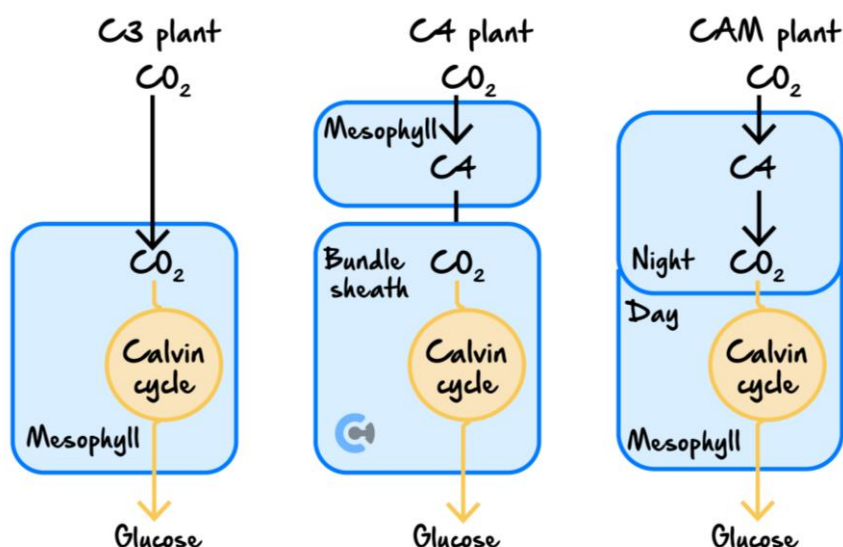 C3 plant
CO₂
CO₂
Calvin
cycle
Mesophyll
Glucose
C4 plant
CO₂
Mesophyll
C4
Bundle
sheath
CO₂
Calvin
cycle
Glucose
CAM plant
CO₂
C4
Night
CO₂
Day
Calvin
cycle
Mesophyll
Glucose